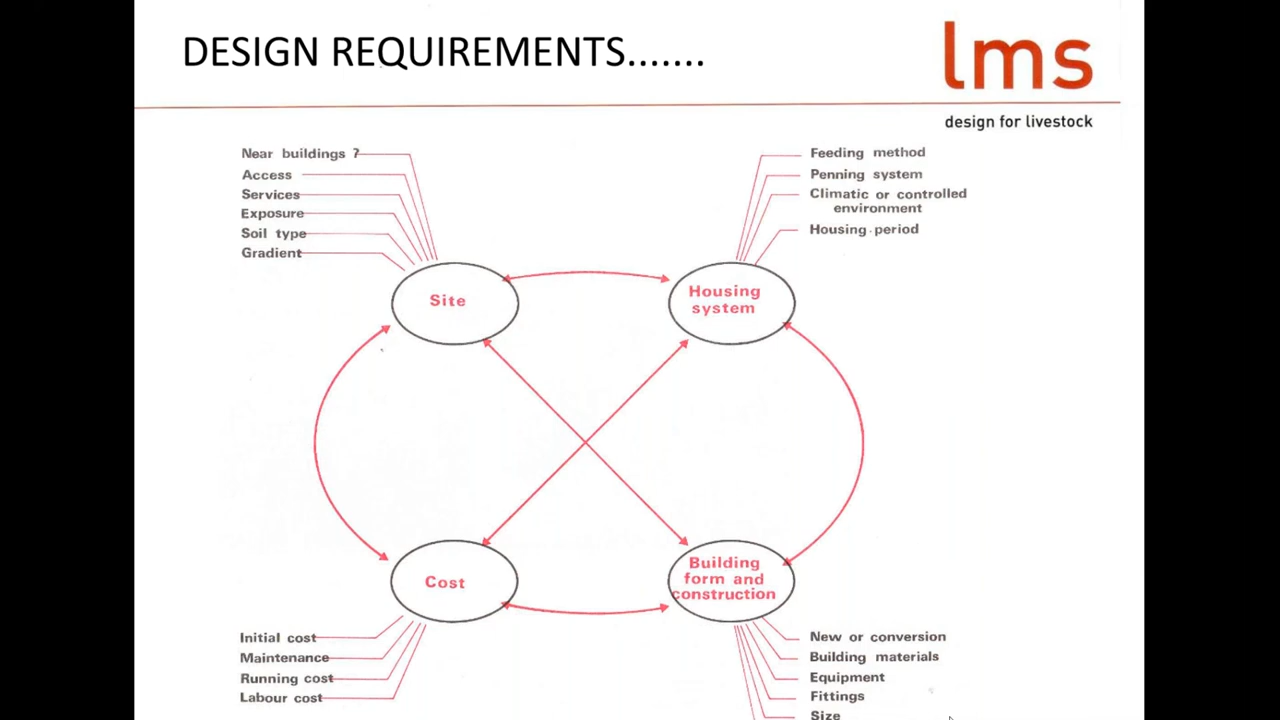 DESIGN REQUIREMENTS.......
lms
design for livestock
Near buildings ?
Access
Services
Exposure
Soil type
Gradient
Feeding method
Penning system
Climatic or controlled
environment
Housing period
Site
Housing
system
Cost
Building
form and
construction
Initial cost
Maintenance
Running cost
Labour cost
New or conversion
Building materials
Equipment
Fittings
Size